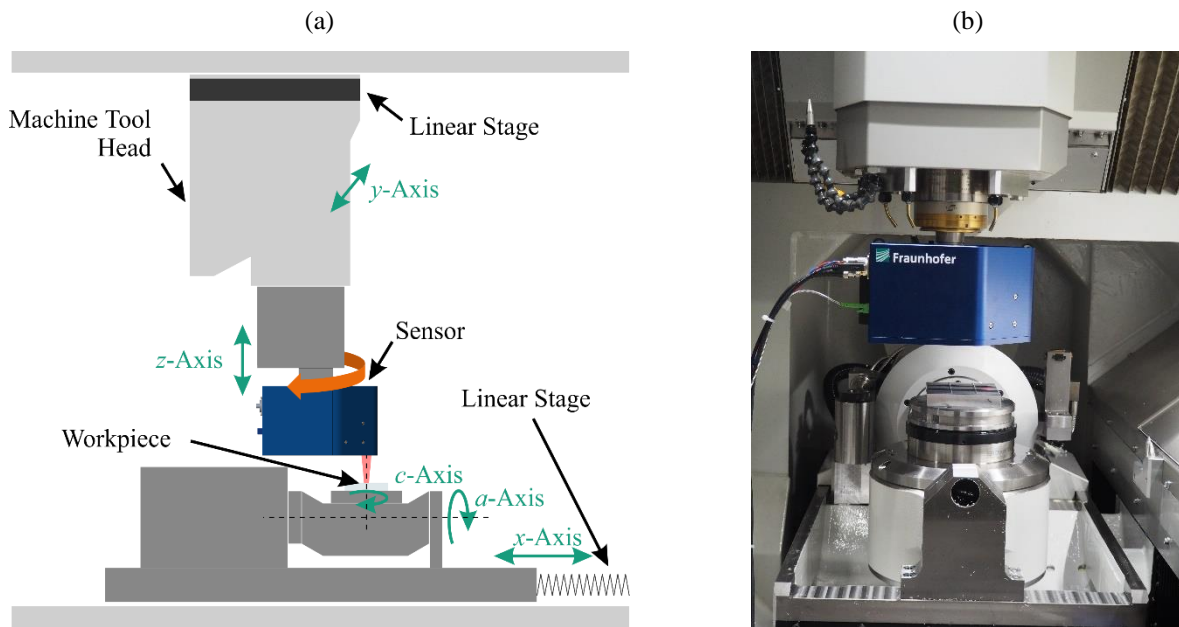 (a)
(b)
Machine Tool
Head
Linear Stage
y-Axis
z-Axis
Sensor
Linear Stage
Workpiece
c-Axis
a-Axis
x-Axis
Fraunhofer